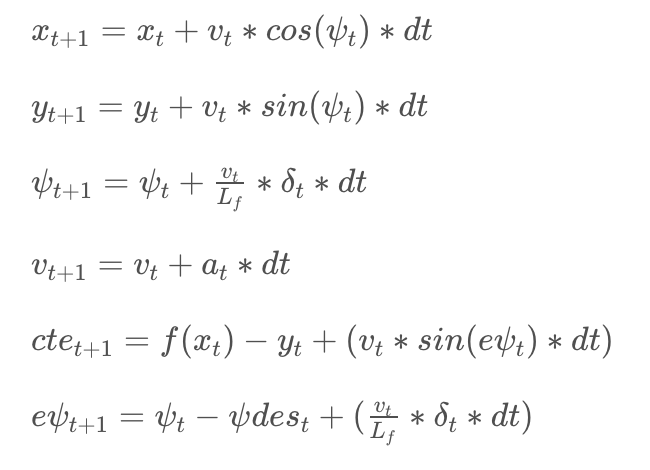 x_{t+1} = x_t + v_t * cos(ψ_t) * dt
y_{t+1} = y_t + v_t * sin(ψ_t) * dt
ψ_{t+1} = ψ_t + \frac{v_t}{L_f} * δ_t * dt
v_{t+1} = v_t + a_t * dt
cte_{t+1} = f(x_t) − y_t + (v_t * sin(eψ_t) * dt)
eψ_{t+1} = ψ_t − ψdes_t + (\frac{v_t}{L_f} * δ_t * dt)